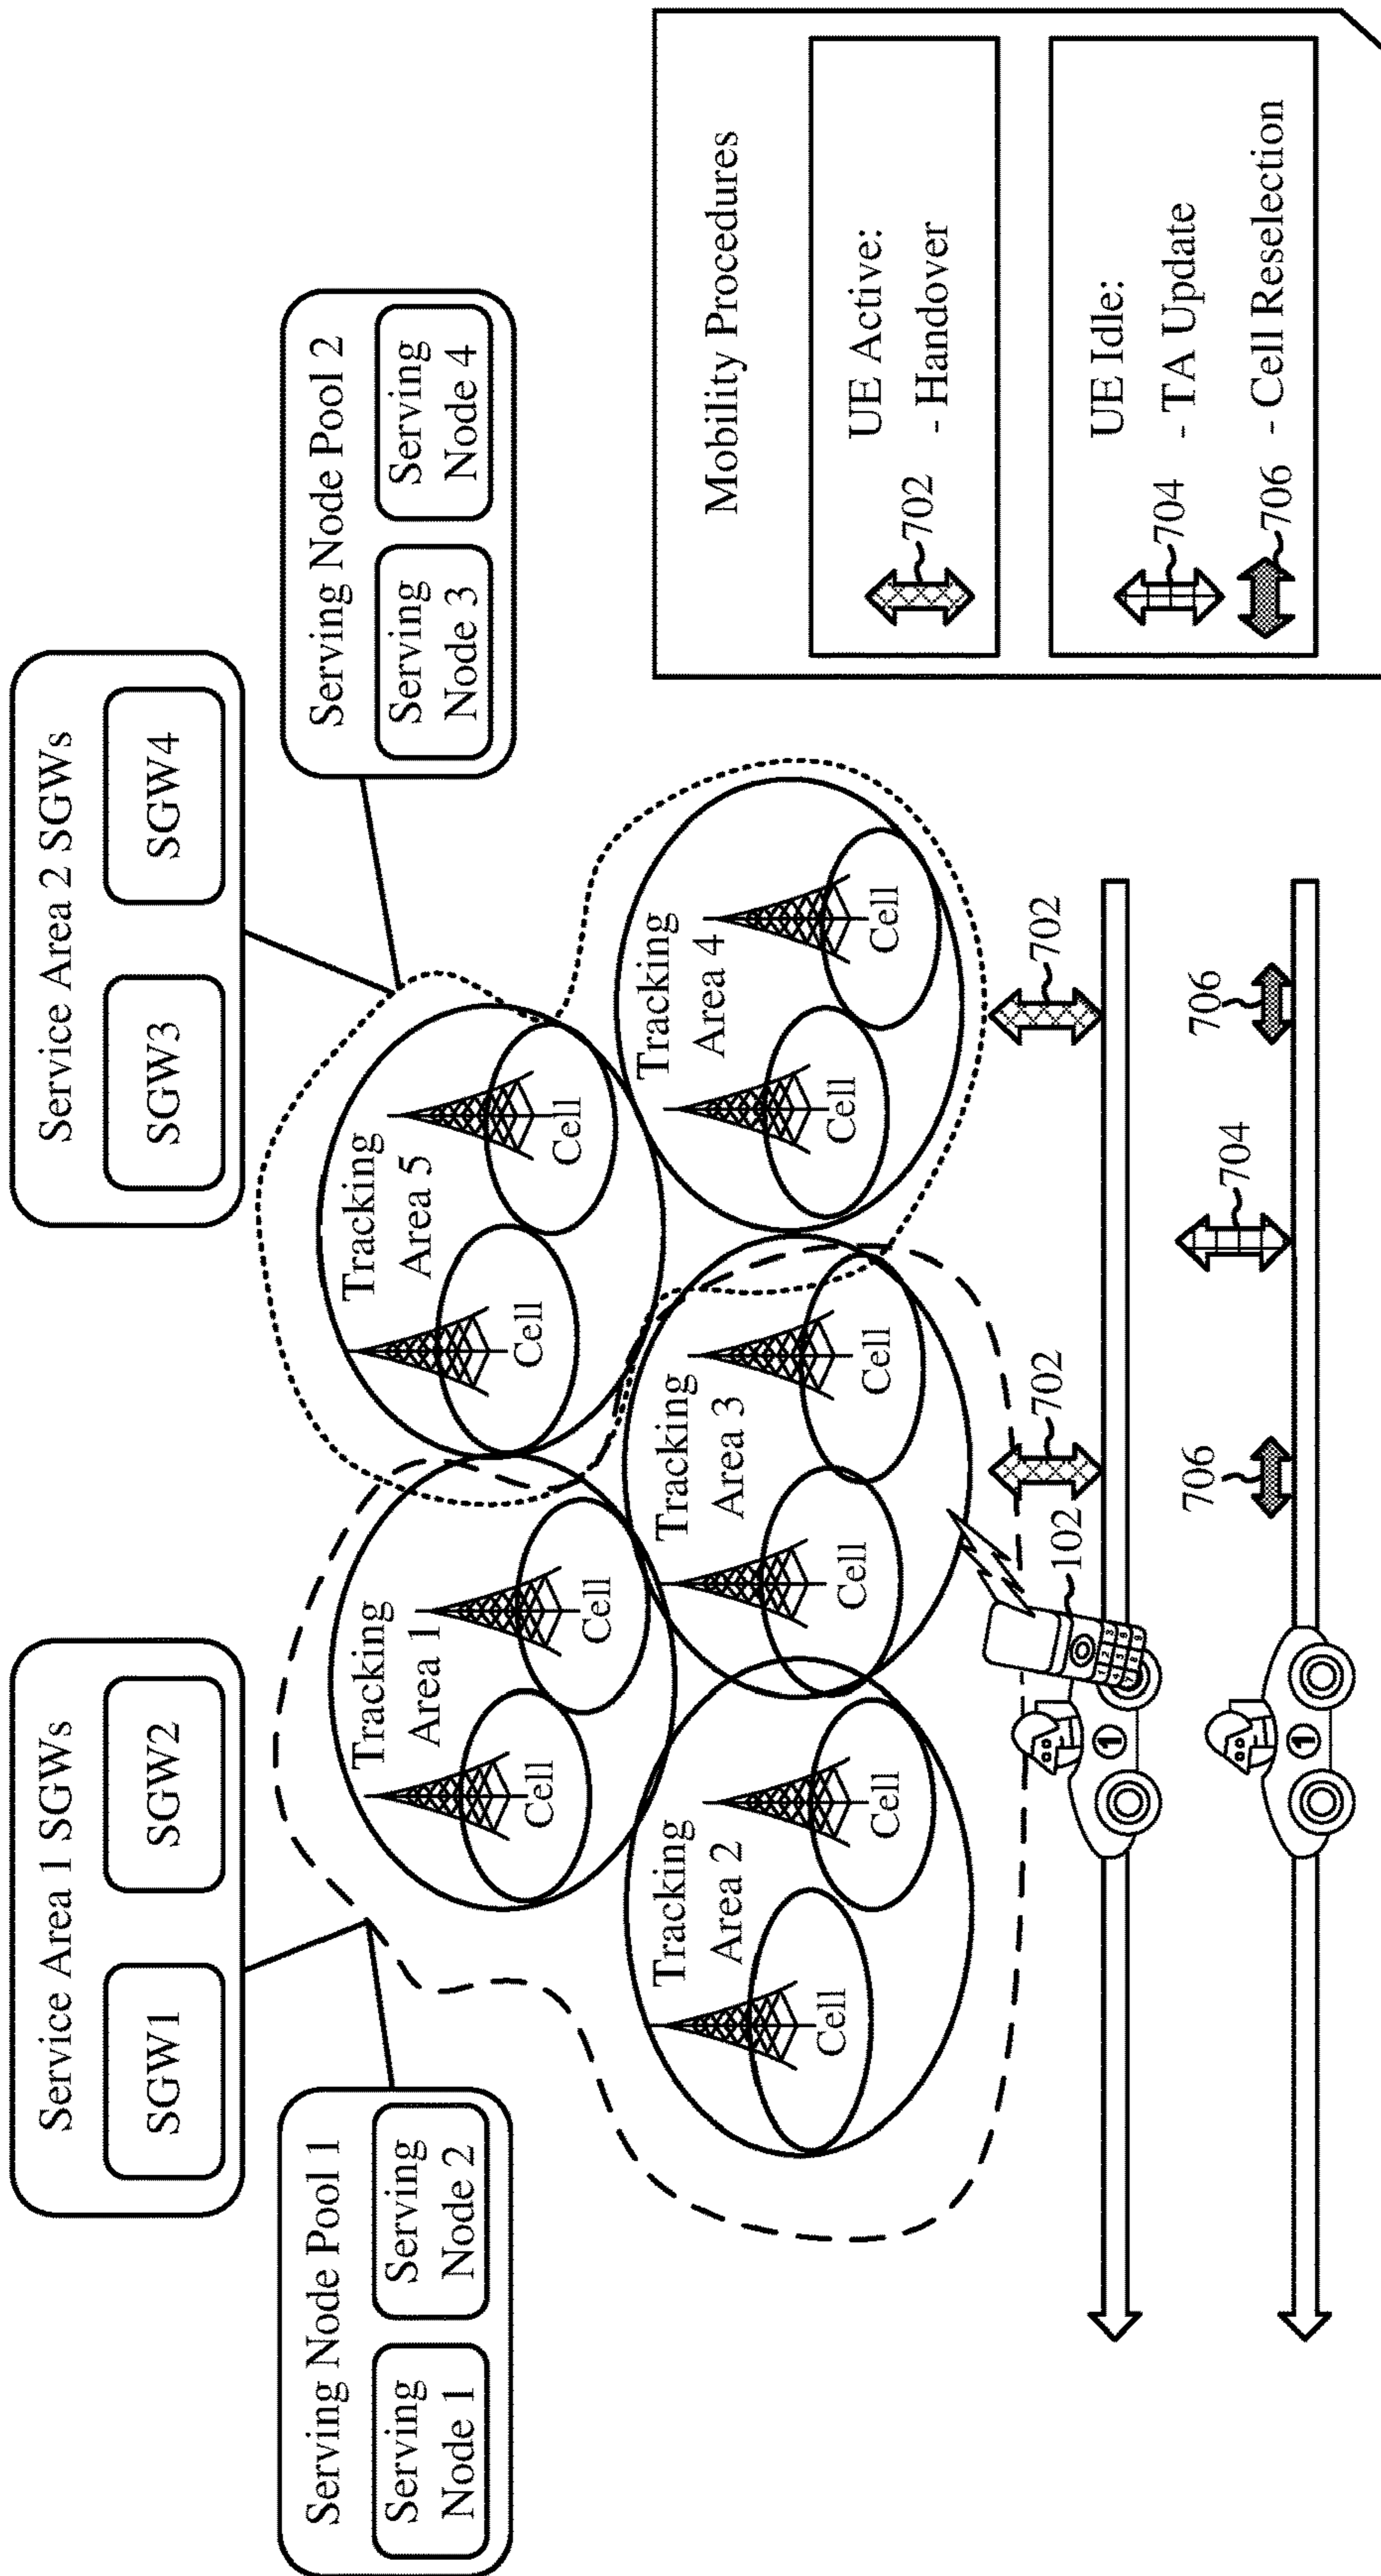 Service Area 1 SGWs
SGW1
SGW2
Service Area 2 SGWs
SGW3
SGW4
Serving Node Pool 1
Serving
Node 1
Serving
Node 2
Serving Node Pool 2
Serving
Node 3
Serving
Node 4
Tracking
Area 1
Cell
Cell
Tracking
Area 5
Cell
Cell
Tracking
Area 2
Cell
Cell
Tracking
Area 3
Cell
Cell
Tracking
Area 4
Cell
Cell
102
1
702
702
1
706
704
706
Mobility Procedures
UE Active:
702 - Handover
UE Idle:
704 - TA Update
706 - Cell Reselection